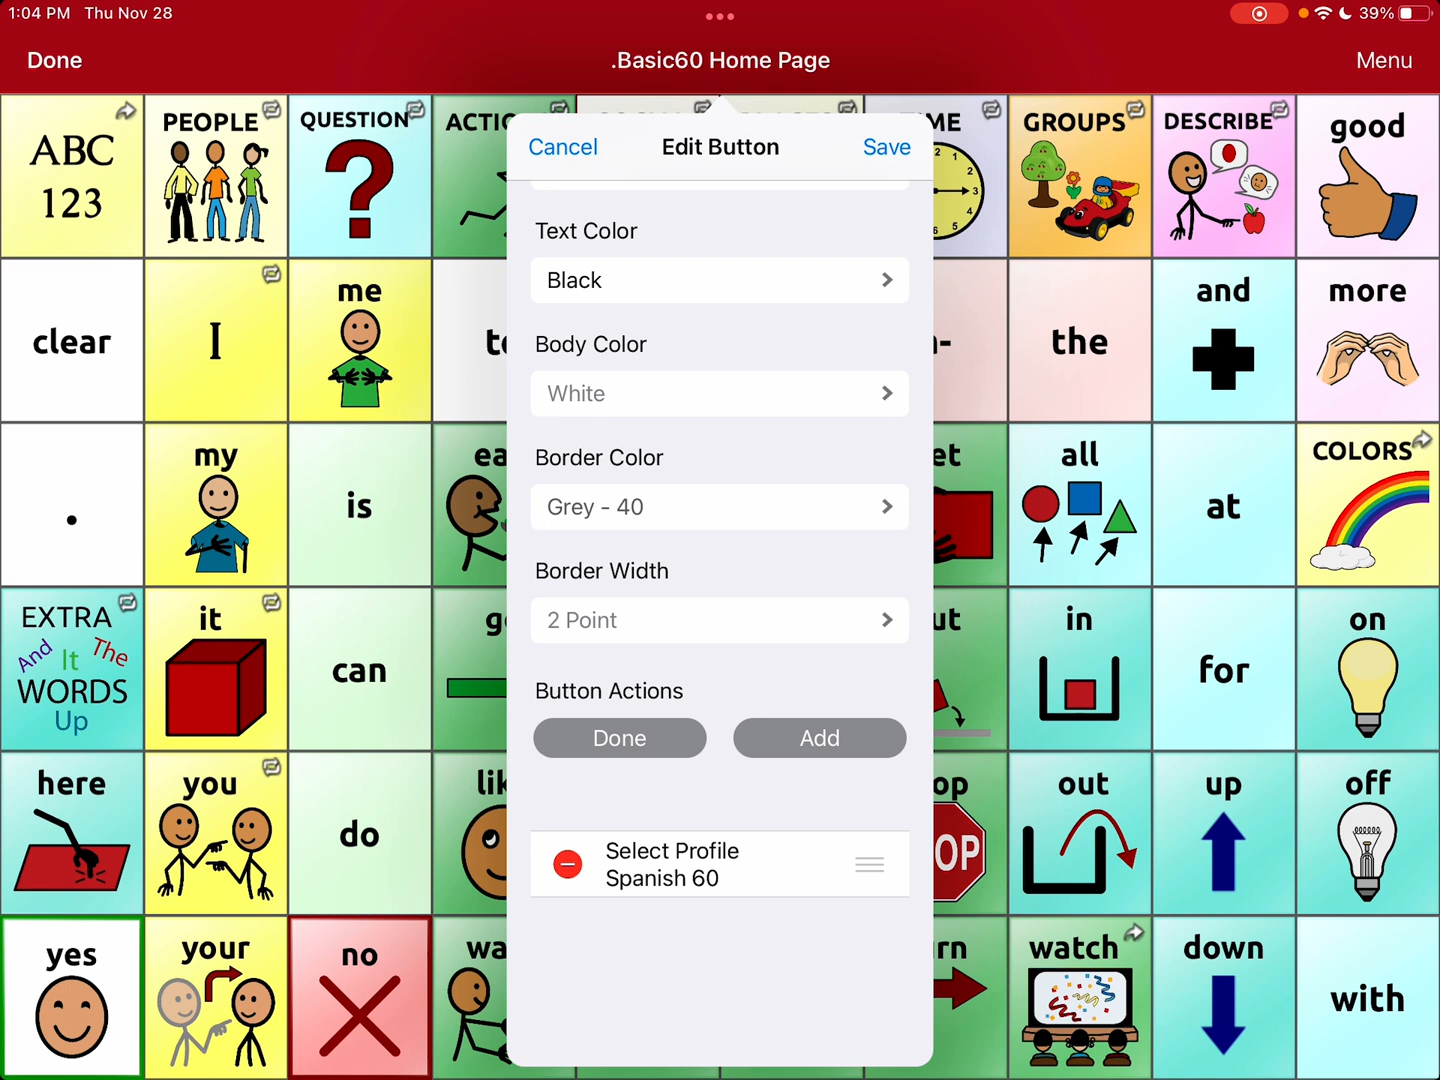 1:04 PM Thu Nov 28
39%
Done
.Basic60 Home Page
Menu
ABC
123
PEOPLE
QUESTION
?
GROUPS
DESCRIBE
good
Cancel
Edit Button
Save
clear
I
me
the
and
more
Text Color
Black
Body Color
White
.
my
is
all
at
COLORS
Border Color
Grey - 40
Border Width
2 Point
EXTRA
And It The
WORDS
Up
it
can
in
for
on
Button Actions
Done
Add
here
you
do
out
up
off
Select Profile
Spanish 60
yes
your
no
watch
down
with